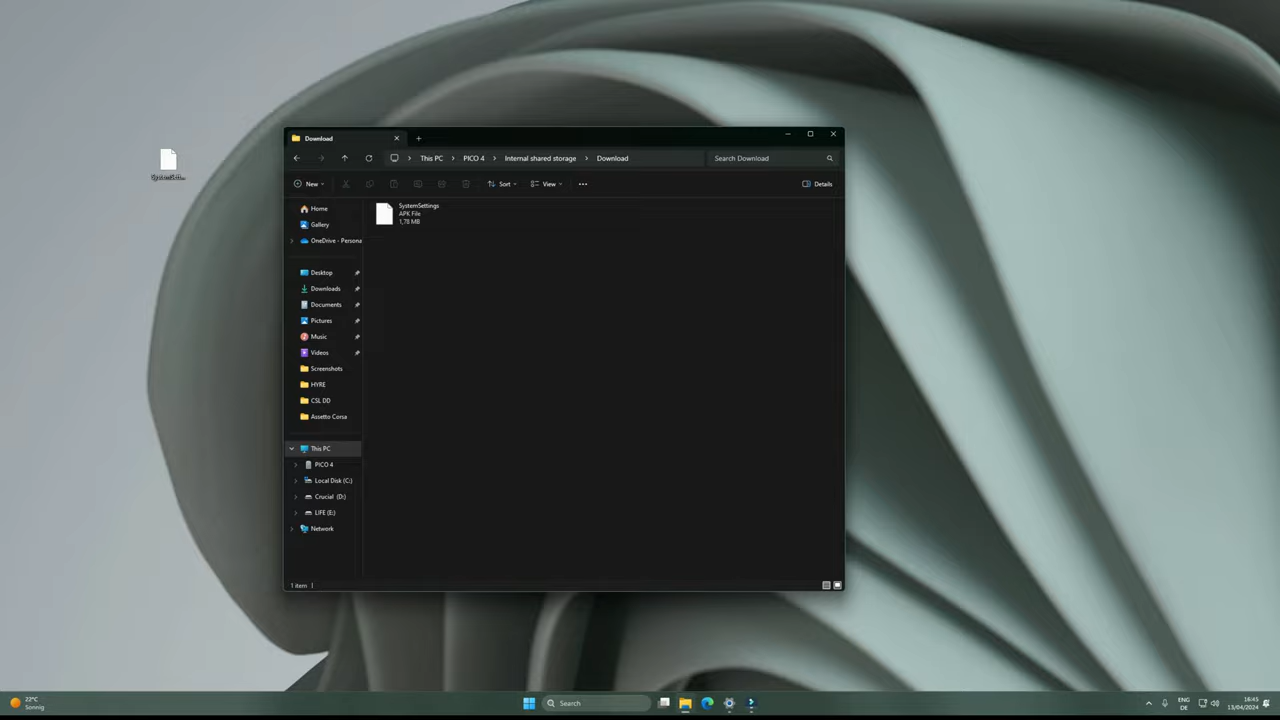 Download
This PC
PICO 4
Internal shared storage
Download
Search Download
New
Sort
View
Details
SystemSettings
APK File
1,78 MB
Home
Gallery
OneDrive - Persona
Desktop
Downloads
Documents
Pictures
Music
Videos
Screenshots
HYRE
CSL DD
Assetto Corsa
This PC
PICO 4
Local Disk (C:)
Crucial (D:)
LIFE (E:)
Network
1 item
22°C
Sonnig
Search
ENG
DE
16:45
13/04/2024